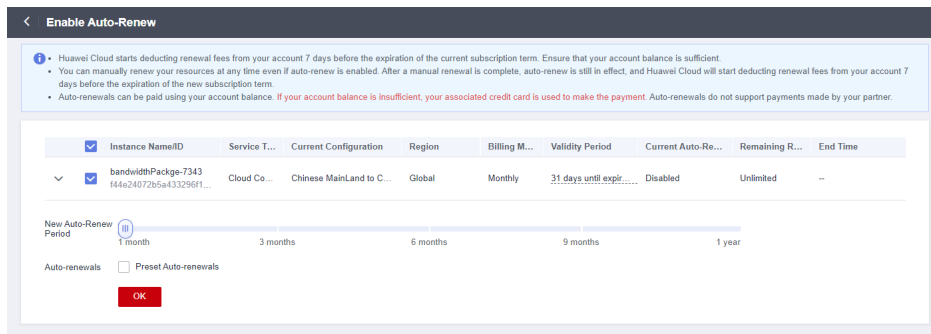 Enable Auto-Renew
• Huawei Cloud starts deducting renewal fees from your account 7 days before the expiration of the current subscription term. Ensure that your account balance is sufficient.
• You can manually renew your resources at any time even if auto-renew is enabled. After a manual renewal is complete, auto-renew is still in effect, and Huawei Cloud will start deducting renewal fees from your account 7
days before the expiration of the new subscription term.
• Auto-renewals can be paid using your account balance. If your account balance is insufficient, your associated credit card is used to make the payment. Auto-renewals do not support payments made by your partner.
Instance Name/ID Service T... Current Configuration Region Billing M... Validity Period Current Auto-Re... Remaining R... End Time
bandwidthPackge-7343
f44e24072b5a433296f1... Cloud Co... Chinese MainLand to C... Global Monthly 31 days until expir... Disabled Unlimited --
New Auto-Renew
Period
1 month 3 months 6 months 9 months 1 year
Auto-renewals Preset Auto-renewals
OK